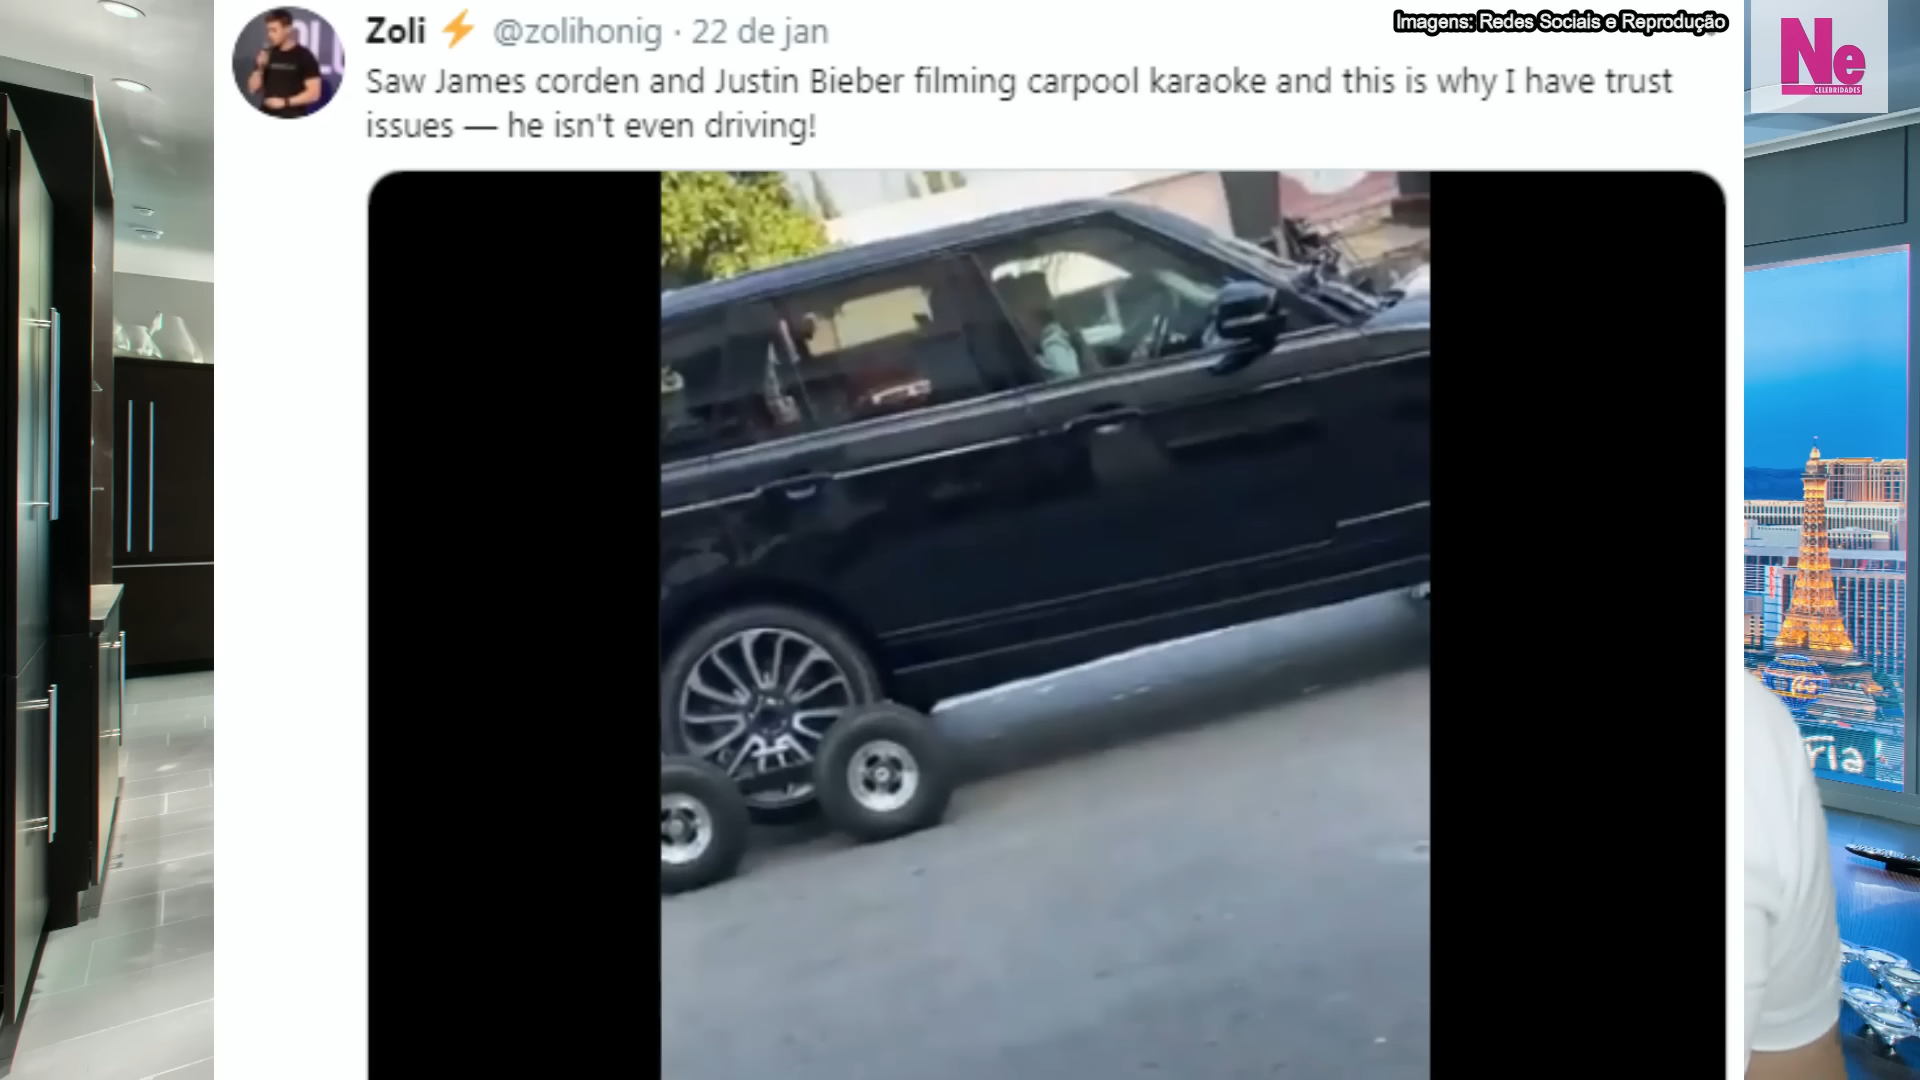 Zoli ⚡ @zolihonig · 22 de jan
Imagens: Redes Sociais e Reprodução
Ne
CELEBRIDADES
Saw James corden and Justin Bieber filming carpool karaoke and this is why I have trust
issues — he isn't even driving!
ria